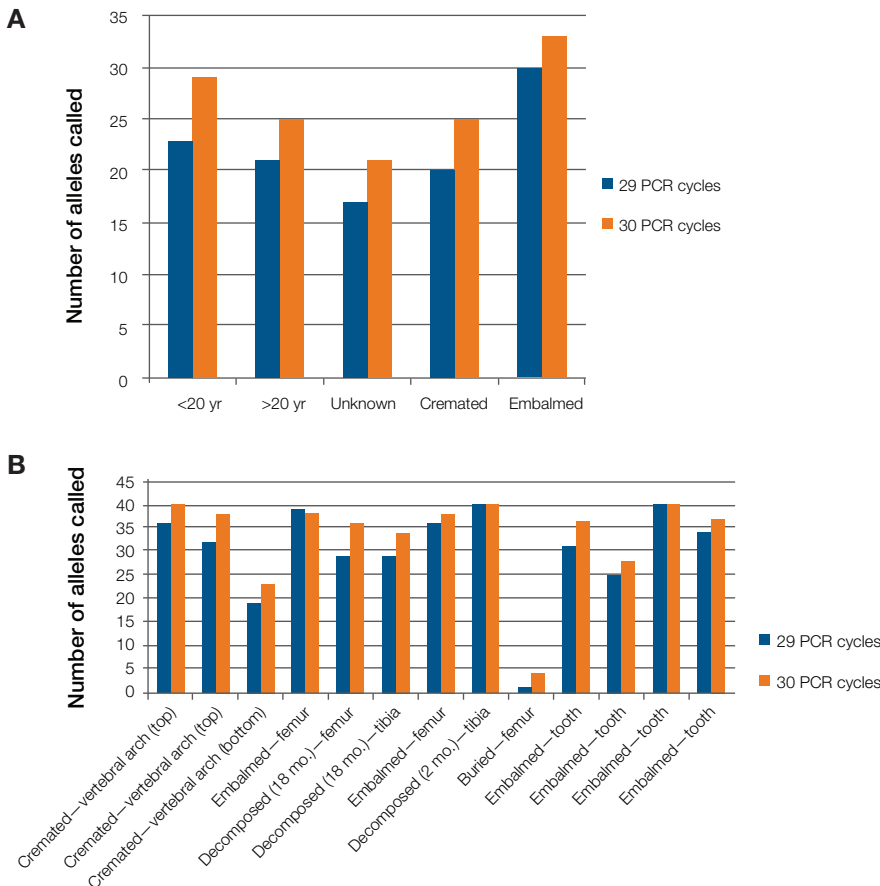 A
Number of alleles called
35
30
25
20
15
10
5
0
<20 yr
>20 yr
Unknown
Cremated
Embalmed
29 PCR cycles
30 PCR cycles
B
Number of alleles called
45
40
35
30
25
20
15
10
5
0
Cremated—vertebral arch (top)
Cremated—vertebral arch (top)
Cremated—vertebral arch (bottom)
Embalmed—femur
Decomposed (18 mo.)—femur
Decomposed (18 mo.)—tibia
Embalmed—femur
Decomposed (2 mo.)—tibia
Buried—femur
Embalmed—tooth
Embalmed—tooth
Embalmed—tooth
Embalmed—tooth
29 PCR cycles
30 PCR cycles